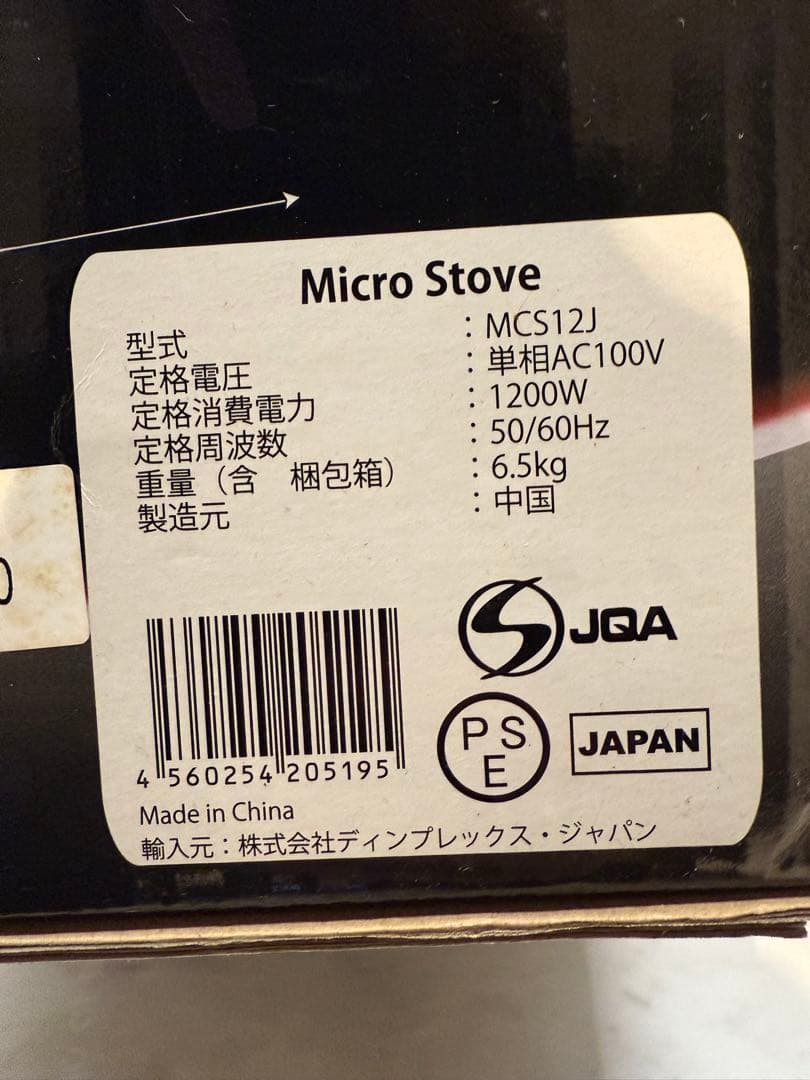 Micro Stove
型式 : MCS12J
定格電圧 : 単相AC100V
定格消費電力 : 1200W
定格周波数 : 50/60Hz
重量（含　梱包箱） : 6.5kg
製造元 : 中国
JQA
PSE
JAPAN
4 560254 205195
Made in China
輸入元：株式会社ディンプレックス・ジャパン